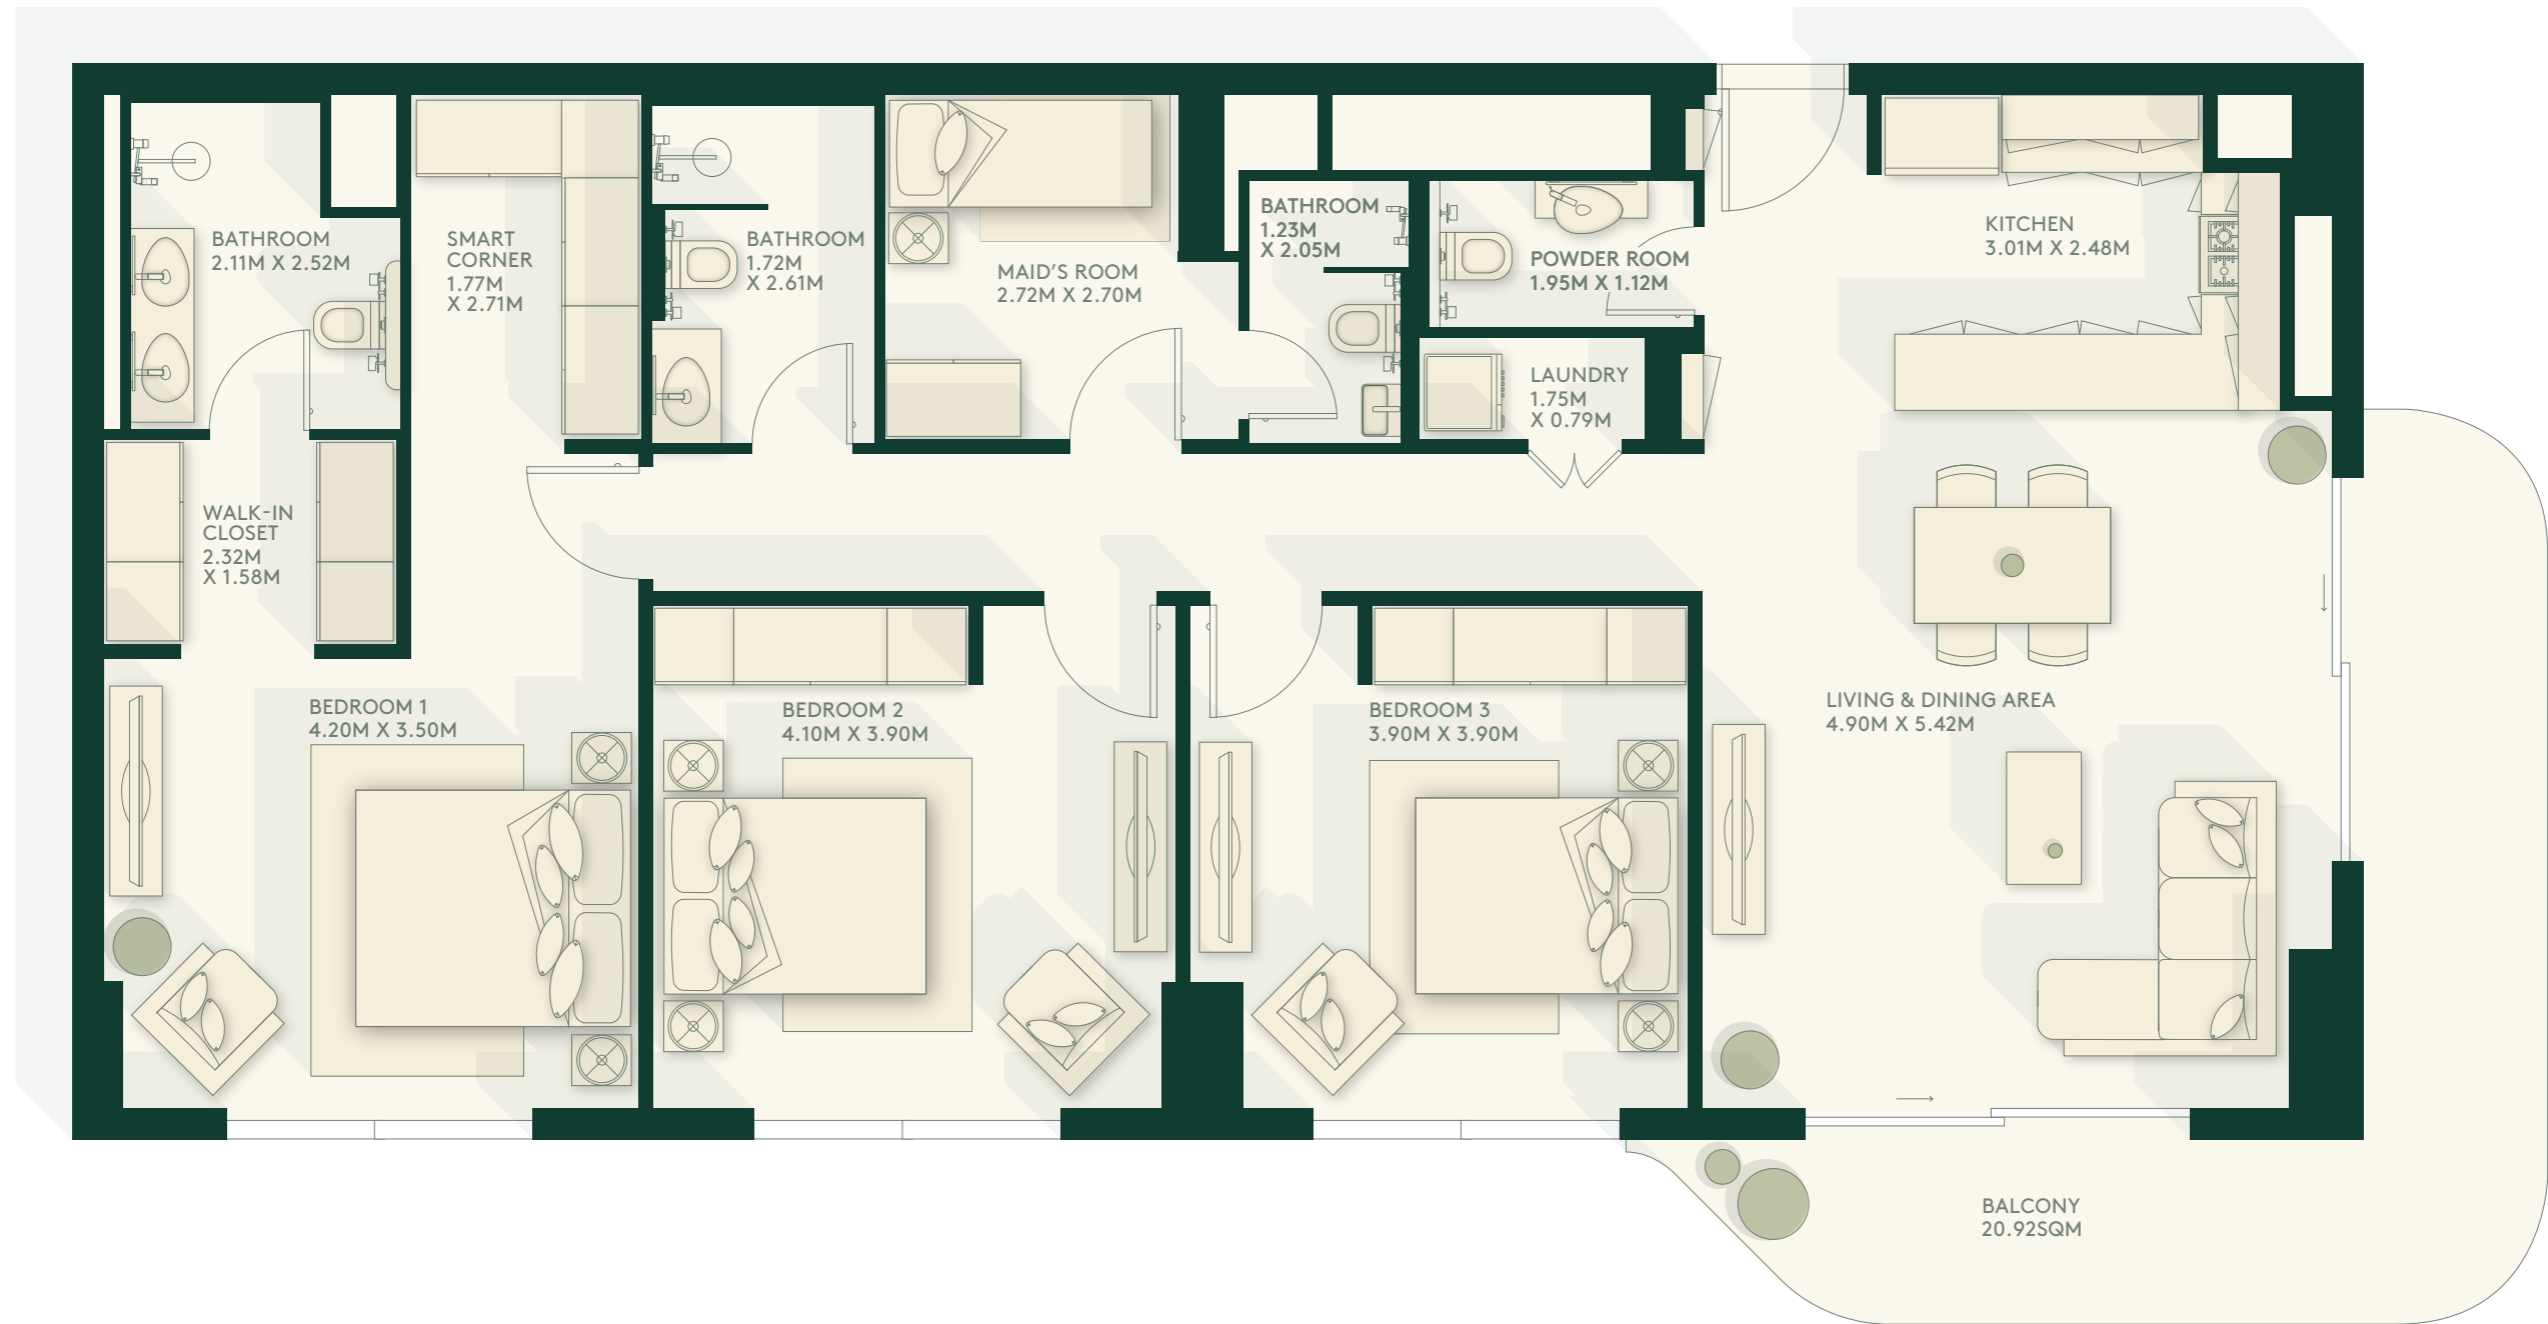 BATHROOM
2.11M X 2.52M
SMART
CORNER
1.77M
X 2.71M
BATHROOM
1.72M
X 2.61M
MAID'S ROOM
2.72M X 2.70M
BATHROOM
1.23M
X 2.05M
POWDER ROOM
1.95M X 1.12M
KITCHEN
3.01M X 2.48M
LAUNDRY
1.75M
X 0.79M
WALK-IN
CLOSET
2.32M
X 1.58M
BEDROOM 1
4.20M X 3.50M
BEDROOM 2
4.10M X 3.90M
BEDROOM 3
3.90M X 3.90M
LIVING & DINING AREA
4.90M X 5.42M
BALCONY
20.92SQM